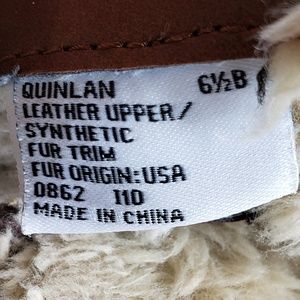 QUINLAN 6½B
LEATHER UPPER/
SYNTHETIC
FUR TRIM
FUR ORIGIN:USA
0862 110
MADE IN CHINA